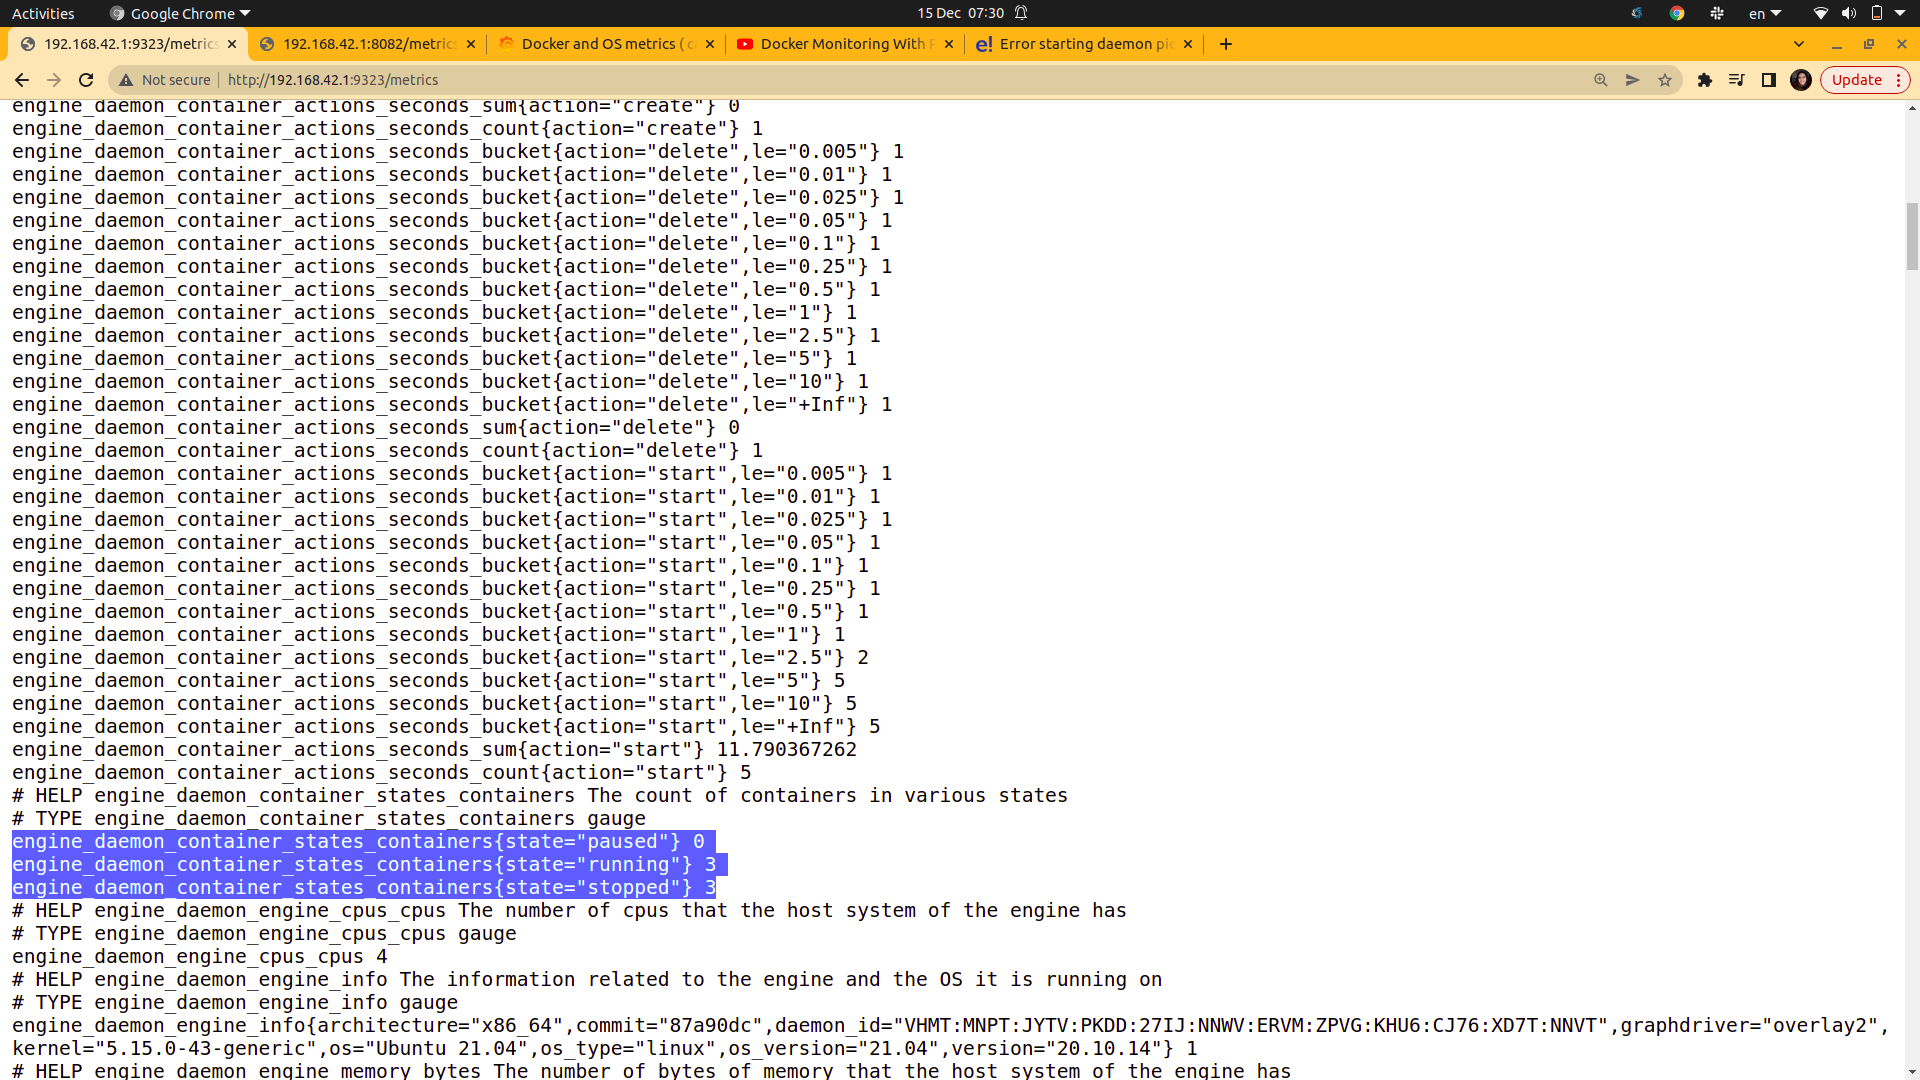 Activities
Google Chrome
15 Dec 07:30
en
192.168.42.1:9323/metrics
192.168.42.1:8082/metrics
Docker and OS metrics ( c
Docker Monitoring With P
e! Error starting daemon pid
Not secure
http://192.168.42.1:9323/metrics
Update
engine_daemon_container_actions_seconds_sum{action="create"} 0
engine_daemon_container_actions_seconds_count{action="create"} 1
engine_daemon_container_actions_seconds_bucket{action="delete",le="0.005"} 1
engine_daemon_container_actions_seconds_bucket{action="delete",le="0.01"} 1
engine_daemon_container_actions_seconds_bucket{action="delete",le="0.025"} 1
engine_daemon_container_actions_seconds_bucket{action="delete",le="0.05"} 1
engine_daemon_container_actions_seconds_bucket{action="delete",le="0.1"} 1
engine_daemon_container_actions_seconds_bucket{action="delete",le="0.25"} 1
engine_daemon_container_actions_seconds_bucket{action="delete",le="0.5"} 1
engine_daemon_container_actions_seconds_bucket{action="delete",le="1"} 1
engine_daemon_container_actions_seconds_bucket{action="delete",le="2.5"} 1
engine_daemon_container_actions_seconds_bucket{action="delete",le="5"} 1
engine_daemon_container_actions_seconds_bucket{action="delete",le="10"} 1
engine_daemon_container_actions_seconds_bucket{action="delete",le="+Inf"} 1
engine_daemon_container_actions_seconds_sum{action="delete"} 0
engine_daemon_container_actions_seconds_count{action="delete"} 1
engine_daemon_container_actions_seconds_bucket{action="start",le="0.005"} 1
engine_daemon_container_actions_seconds_bucket{action="start",le="0.01"} 1
engine_daemon_container_actions_seconds_bucket{action="start",le="0.025"} 1
engine_daemon_container_actions_seconds_bucket{action="start",le="0.05"} 1
engine_daemon_container_actions_seconds_bucket{action="start",le="0.1"} 1
engine_daemon_container_actions_seconds_bucket{action="start",le="0.25"} 1
engine_daemon_container_actions_seconds_bucket{action="start",le="0.5"} 1
engine_daemon_container_actions_seconds_bucket{action="start",le="1"} 1
engine_daemon_container_actions_seconds_bucket{action="start",le="2.5"} 2
engine_daemon_container_actions_seconds_bucket{action="start",le="5"} 5
engine_daemon_container_actions_seconds_bucket{action="start",le="10"} 5
engine_daemon_container_actions_seconds_bucket{action="start",le="+Inf"} 5
engine_daemon_container_actions_seconds_sum{action="start"} 11.790367262
engine_daemon_container_actions_seconds_count{action="start"} 5
# HELP engine_daemon_container_states_containers The count of containers in various states
# TYPE engine_daemon_container_states_containers gauge
engine_daemon_container_states_containers{state="paused"} 0
engine_daemon_container_states_containers{state="running"} 3
engine_daemon_container_states_containers{state="stopped"} 3
# HELP engine_daemon_engine_cpus_cpus The number of cpus that the host system of the engine has
# TYPE engine_daemon_engine_cpus_cpus gauge
engine_daemon_engine_cpus_cpus 4
# HELP engine_daemon_engine_info The information related to the engine and the OS it is running on
# TYPE engine_daemon_engine_info gauge
engine_daemon_engine_info{architecture="x86_64",commit="87a90dc",daemon_id="VHMT:MNPT:JYTV:PKDD:27IJ:NNWV:ERVM:ZPVG:KHU6:CJ76:XD7T:NNVT",graphdriver="overlay2",
kernel="5.15.0-43-generic",os="Ubuntu 21.04",os_type="linux",os_version="21.04",version="20.10.14"} 1
# HELP engine_daemon_engine_memory_bytes The number of bytes of memory that the host system of the engine has